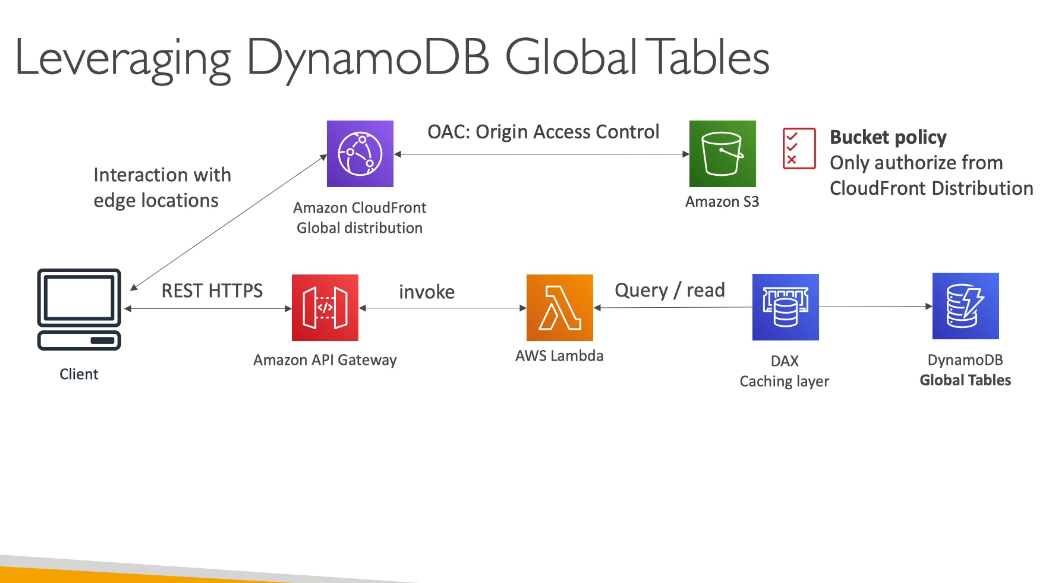 Leveraging DynamoDB Global Tables
OAC: Origin Access Control
Bucket policy
Only authorize from
CloudFront Distribution
Interaction with
edge locations
Amazon CloudFront
Global distribution
Amazon S3
REST HTTPS
invoke
Query / read
Client
Amazon API Gateway
AWS Lambda
DAX
Caching layer
DynamoDB
Global Tables